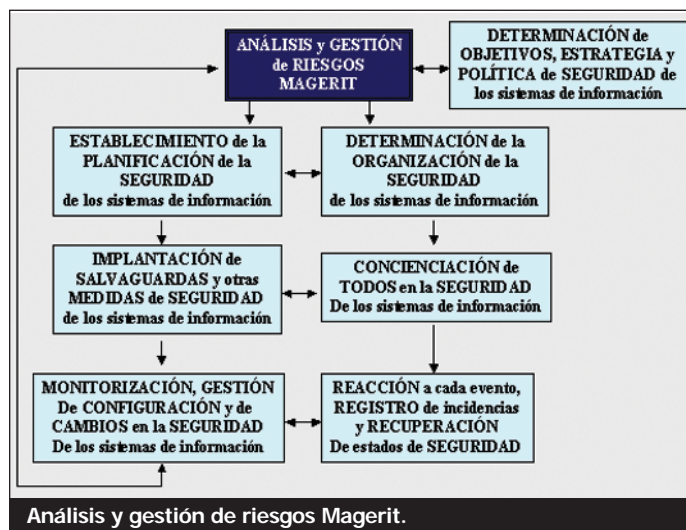 ANÁLISIS y GESTIÓN
de RIESGOS
MAGERIT
DETERMINACIÓN de
OBJETIVOS, ESTRATEGIA y
POLÍTICA de SEGURIDAD de
los sistemas de información
ESTABLECIMIENTO de la
PLANIFICACIÓN de la
SEGURIDAD
de los sistemas de información
DETERMINACIÓN de la
ORGANIZACIÓN de la
SEGURIDAD
de los sistemas de información
IMPLANTACIÓN de
SALVAGUARDAS y otras
MEDIDAS de SEGURIDAD
de los sistemas de información
CONCIENCIACIÓN de
TODOS en la SEGURIDAD
De los sistemas de información
MONITORIZACIÓN, GESTIÓN
De CONFIGURACIÓN y de
CAMBIOS en la SEGURIDAD
De los sistemas de información
REACCIÓN a cada evento,
REGISTRO de incidencias
y RECUPERACIÓN
De estados de SEGURIDAD
Análisis y gestión de riesgos Magerit.